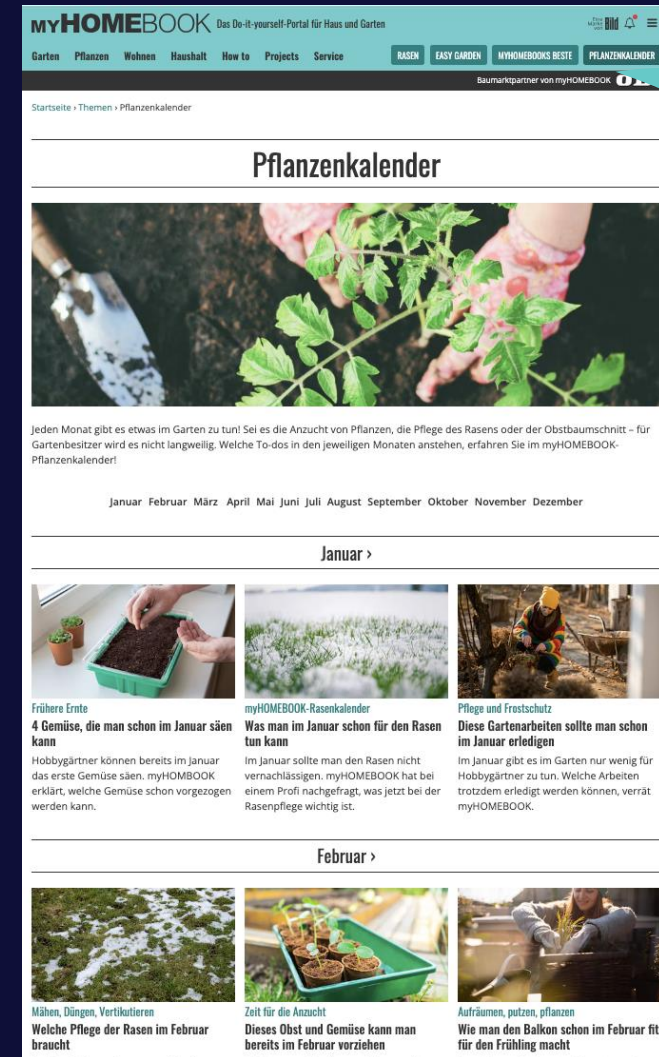 MYHOMEBOOK Das Do-it-yourself-Portal für Haus und Garten
Eine Marke von Bild
Garten Pflanzen Wohnen Haushalt How to Projects Service RASEN EASY GARDEN MYHOMEBOOKS BESTE PFLANZENKALENDER
Baumarktpartner von myHOMEBOOK
Startseite › Themen › Pflanzenkalender
Pflanzenkalender
Jeden Monat gibt es etwas im Garten zu tun! Sei es die Anzucht von Pflanzen, die Pflege des Rasens oder der Obstbaumschnitt – für
Gartenbesitzer wird es nicht langweilig. Welche To-dos in den jeweiligen Monaten anstehen, erfahren Sie im myHOMEBOOK-
Pflanzenkalender!
Januar Februar März April Mai Juni Juli August September Oktober November Dezember
Januar ›
Frühere Ernte
4 Gemüse, die man schon im Januar säen
kann
Hobbygärtner können bereits im Januar
das erste Gemüse säen. myHOMBOOK
erklärt, welche Gemüse schon vorgezogen
werden kann.
myHOMEBOOK-Rasenkalender
Was man im Januar schon für den Rasen
tun kann
Im Januar sollte man den Rasen nicht
vernachlässigen. myHOMEBOOK hat bei
einem Profi nachgefragt, was jetzt bei der
Rasenpflege wichtig ist.
Pflege und Frostschutz
Diese Gartenarbeiten sollte man schon
im Januar erledigen
Im Januar gibt es im Garten nur wenig für
Hobbygärtner zu tun. Welche Arbeiten
trotzdem erledigt werden können, verrät
myHOMEBOOK.
Februar ›
Mähen, Düngen, Vertikutieren
Welche Pflege der Rasen im Februar
braucht
Zeit für die Anzucht
Dieses Obst und Gemüse kann man
bereits im Februar vorziehen
Aufräumen, putzen, pflanzen
Wie man den Balkon schon im Februar fit
für den Frühling macht